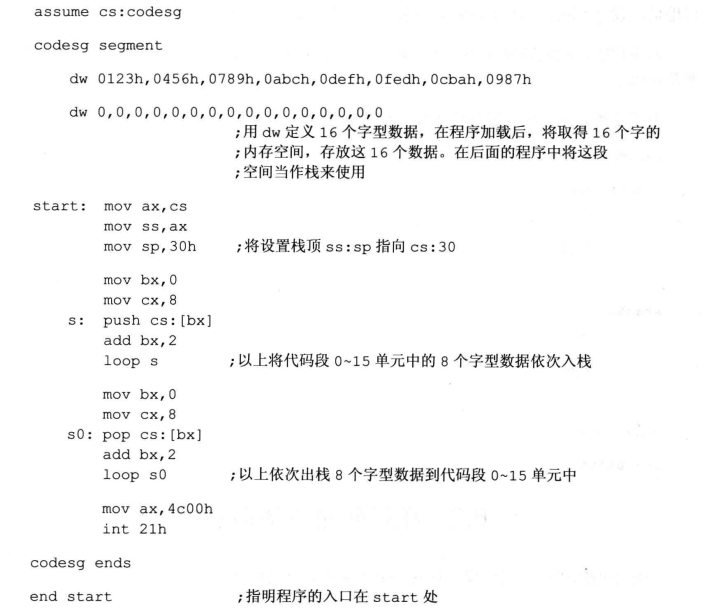 assume cs:codesg
codesg segment
dw 0123h,0456h,0789h,0abch,0defh,0fedh,0cbah,0987h
dw 0,0,0,0,0,0,0,0,0,0,0,0,0,0,0,0
;用 dw 定义 16 个字型数据，在程序加载后，将取得 16 个字的
;内存空间，存放这 16 个数据。在后面的程序中将这段
;空间当作栈来使用
start: mov ax,cs
mov ss,ax
mov sp,30h ;将设置栈顶 ss:sp 指向 cs:30
mov bx,0
mov cx,8
s: push cs:[bx]
add bx,2
loop s ;以上将代码段 0~15 单元中的 8 个字型数据依次入栈
mov bx,0
mov cx,8
s0: pop cs:[bx]
add bx,2
loop s0 ;以上依次出栈 8 个字型数据到代码段 0~15 单元中
mov ax,4c00h
int 21h
codesg ends
end start ;指明程序的入口在 start 处